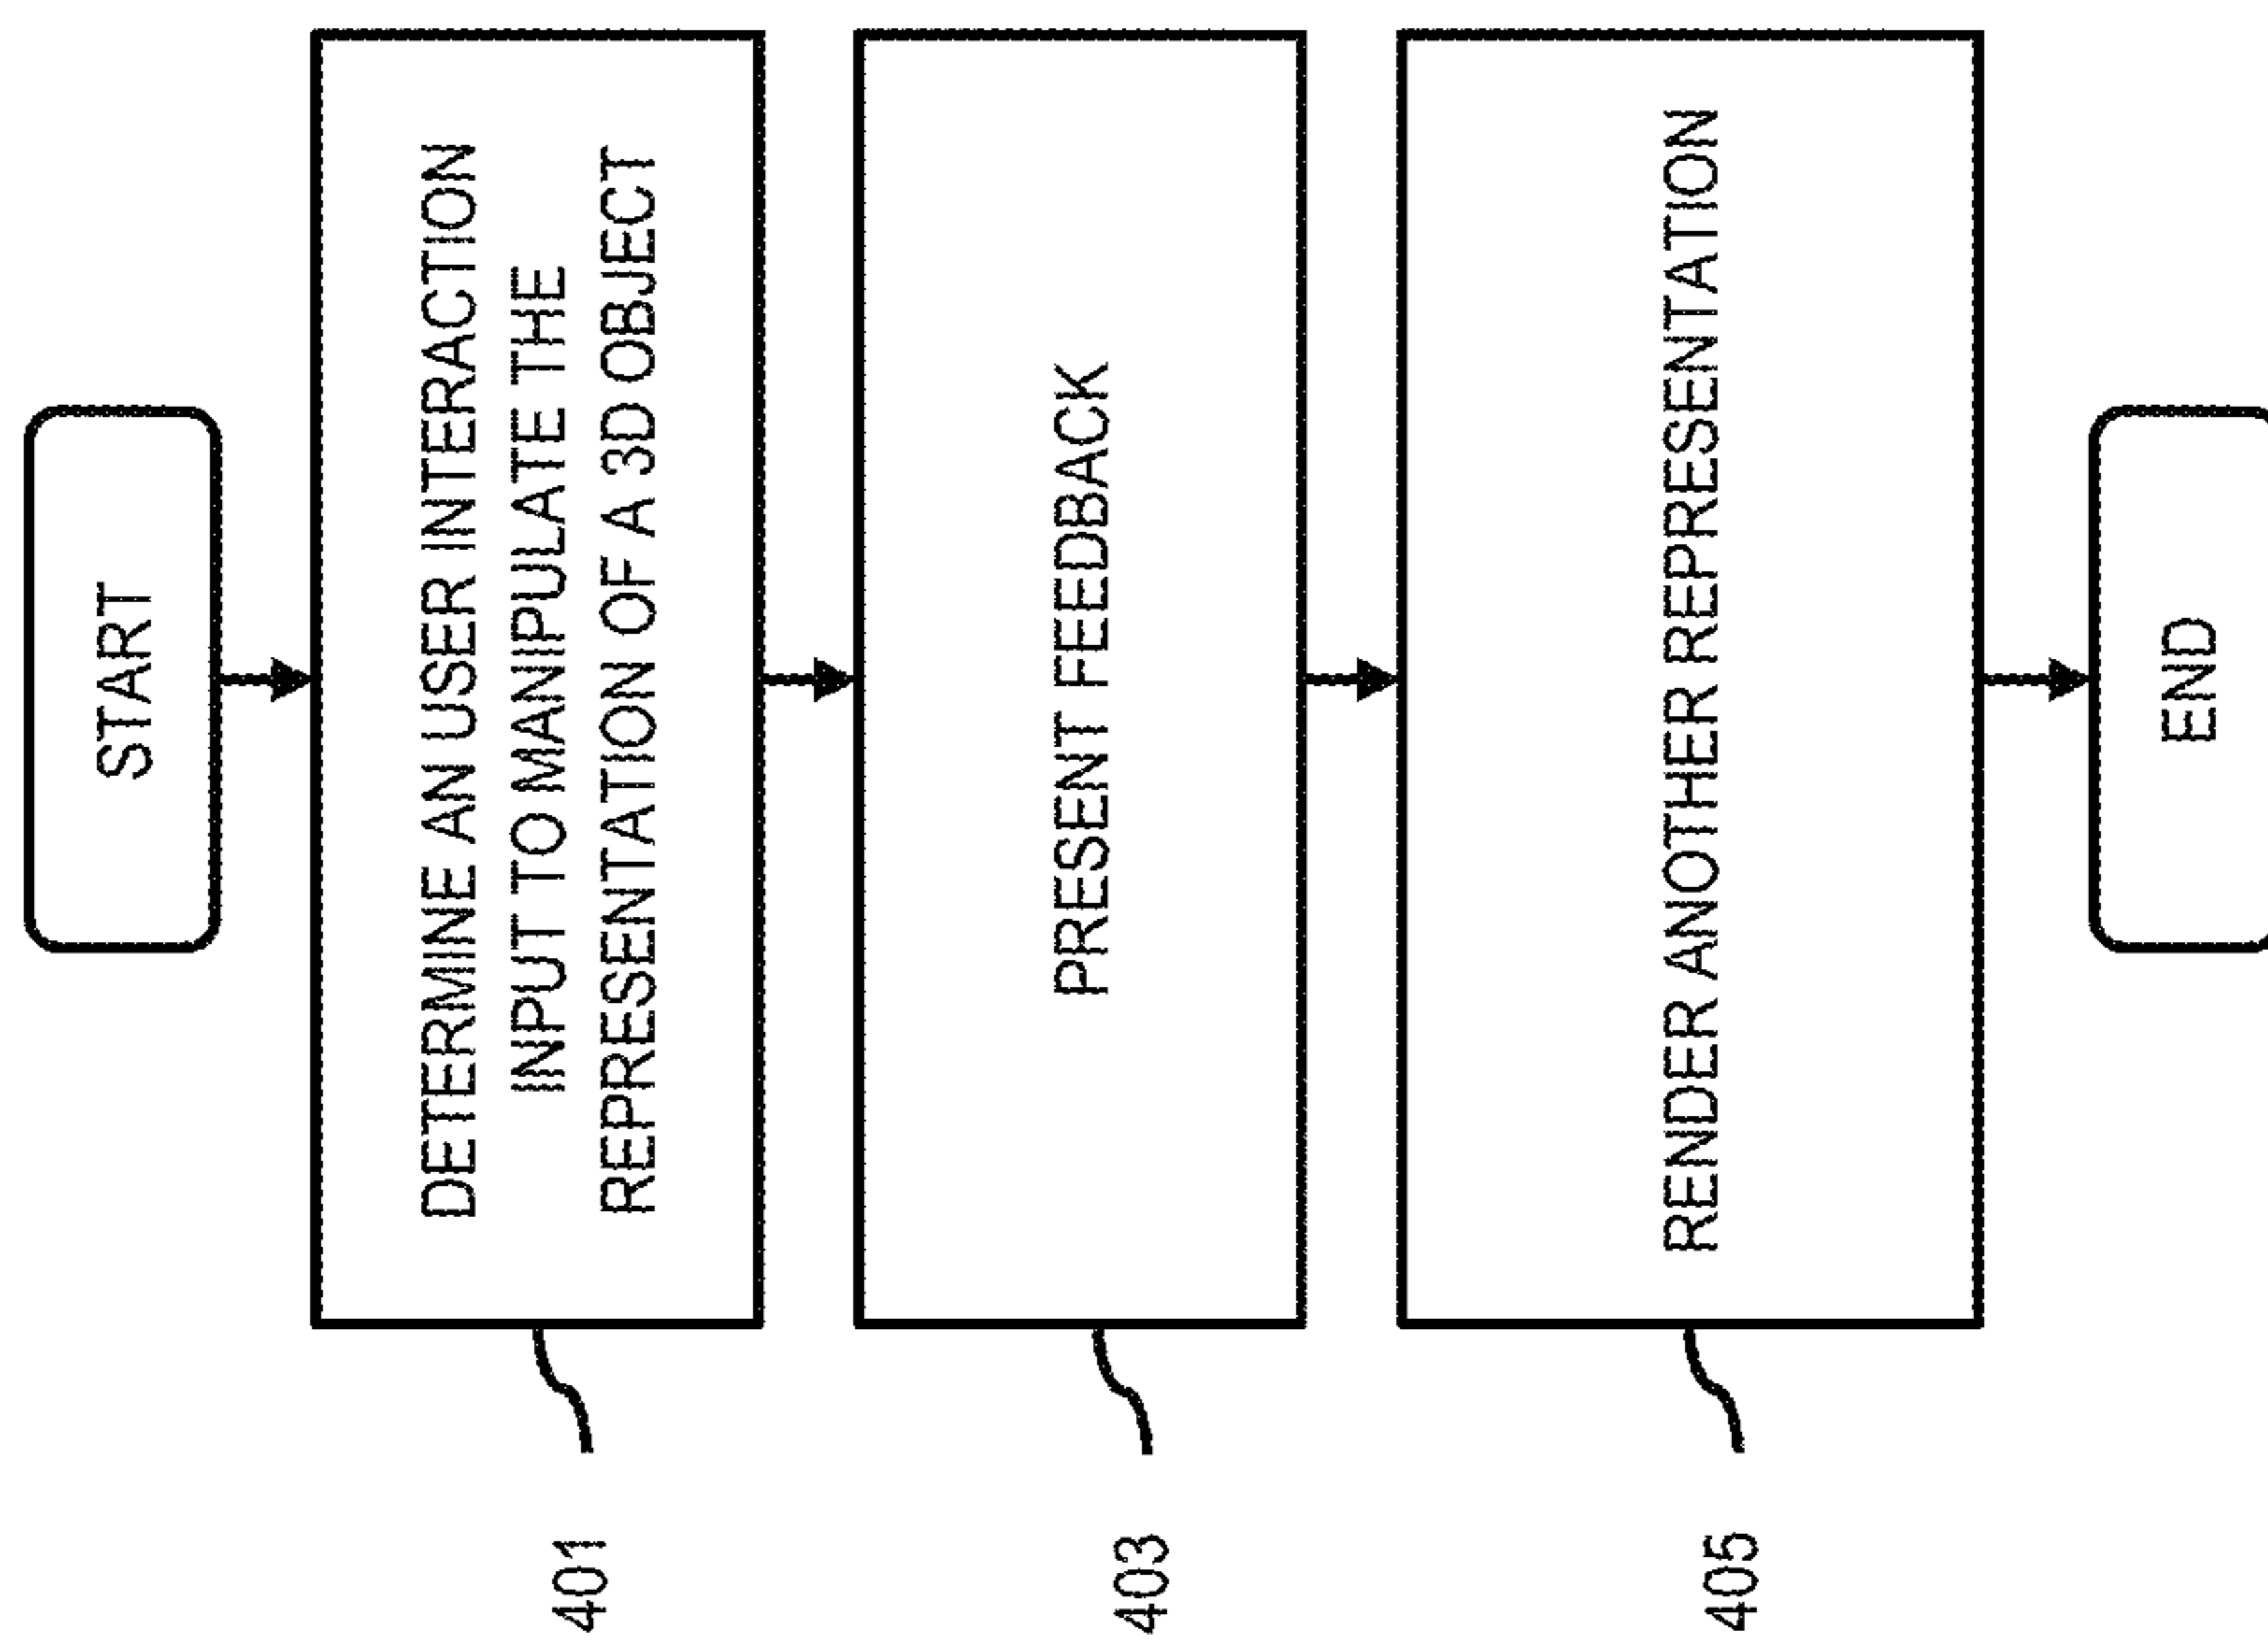 START
DETERMINE AN USER INTERACTION
INPUT TO MANIPULATE THE
REPRESENTATION OF A 3D OBJECT
401
PRESENT FEEDBACK
403
RENDER ANOTHER REPRESENTATION
405
END